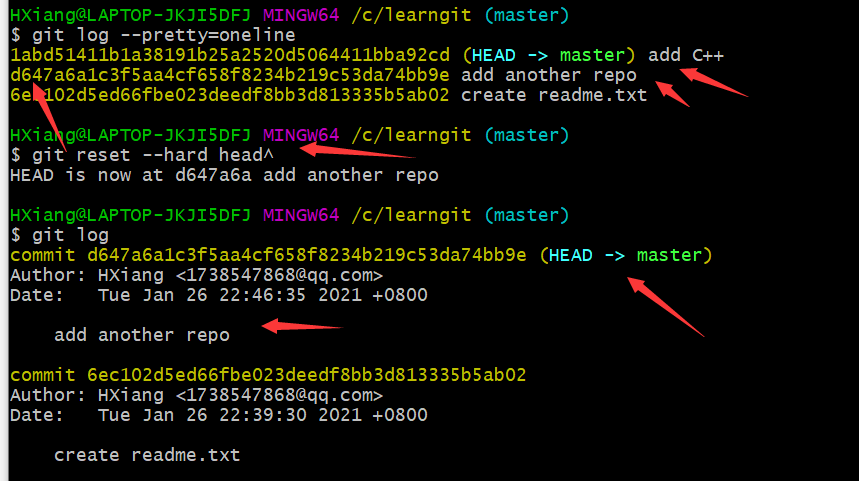 HXiang@LAPTOP-JKJI5DFJ MINGW64 /c/learngit (master)
$ git log --pretty=oneline
1abd51411b1a38191b25a2520d5064411bba92cd (HEAD -> master) add C++
d647a6a1c3f5aa4cf658f8234b219c53da74bb9e add another repo
6ec102d5ed66fbe023deedf8bb3d813335b5ab02 create readme.txt
HXiang@LAPTOP-JKJI5DFJ MINGW64 /c/learngit (master)
$ git reset --hard head^
HEAD is now at d647a6a add another repo
HXiang@LAPTOP-JKJI5DFJ MINGW64 /c/learngit (master)
$ git log
commit d647a6a1c3f5aa4cf658f8234b219c53da74bb9e (HEAD -> master)
Author: HXiang <1738547868@qq.com>
Date:   Tue Jan 26 22:46:35 2021 +0800
    add another repo
commit 6ec102d5ed66fbe023deedf8bb3d813335b5ab02
Author: HXiang <1738547868@qq.com>
Date:   Tue Jan 26 22:39:30 2021 +0800
    create readme.txt